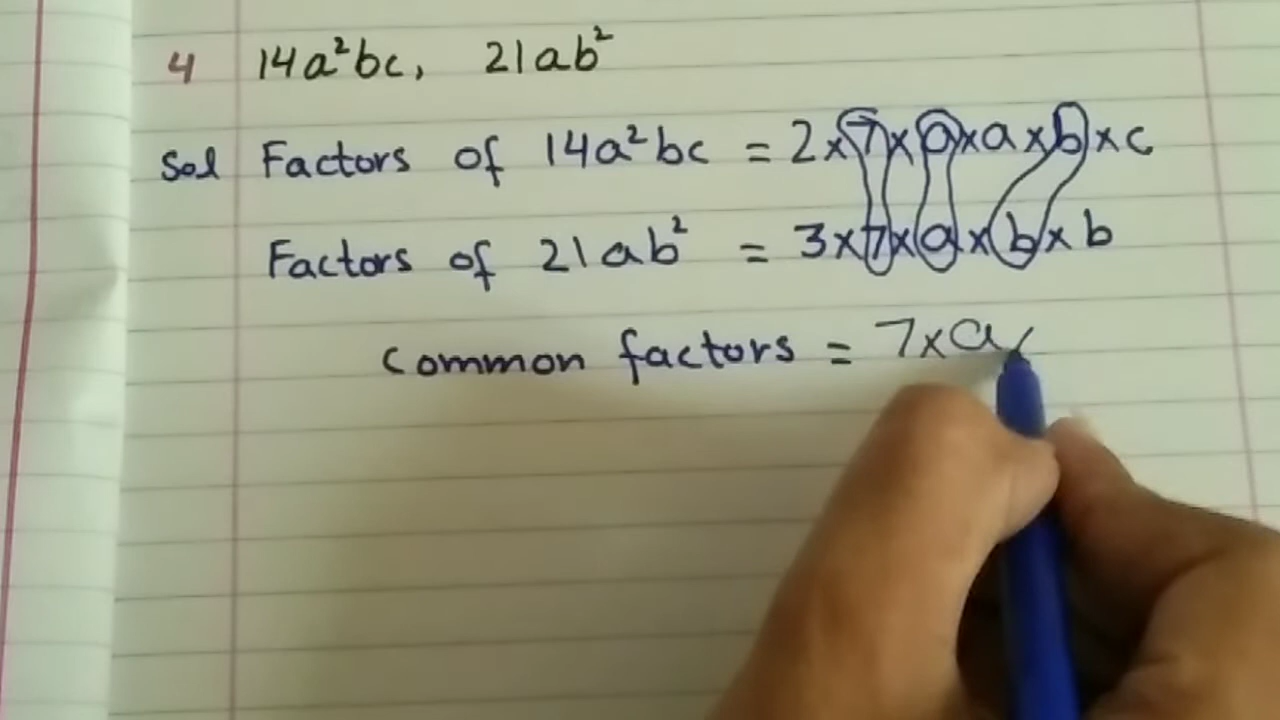 4 14a²bc, 21ab²
Sol Factors of 14a²bc = 2×7×a×a×b×c
Factors of 21ab² = 3×7×a×b×b
Common factors = 7×a